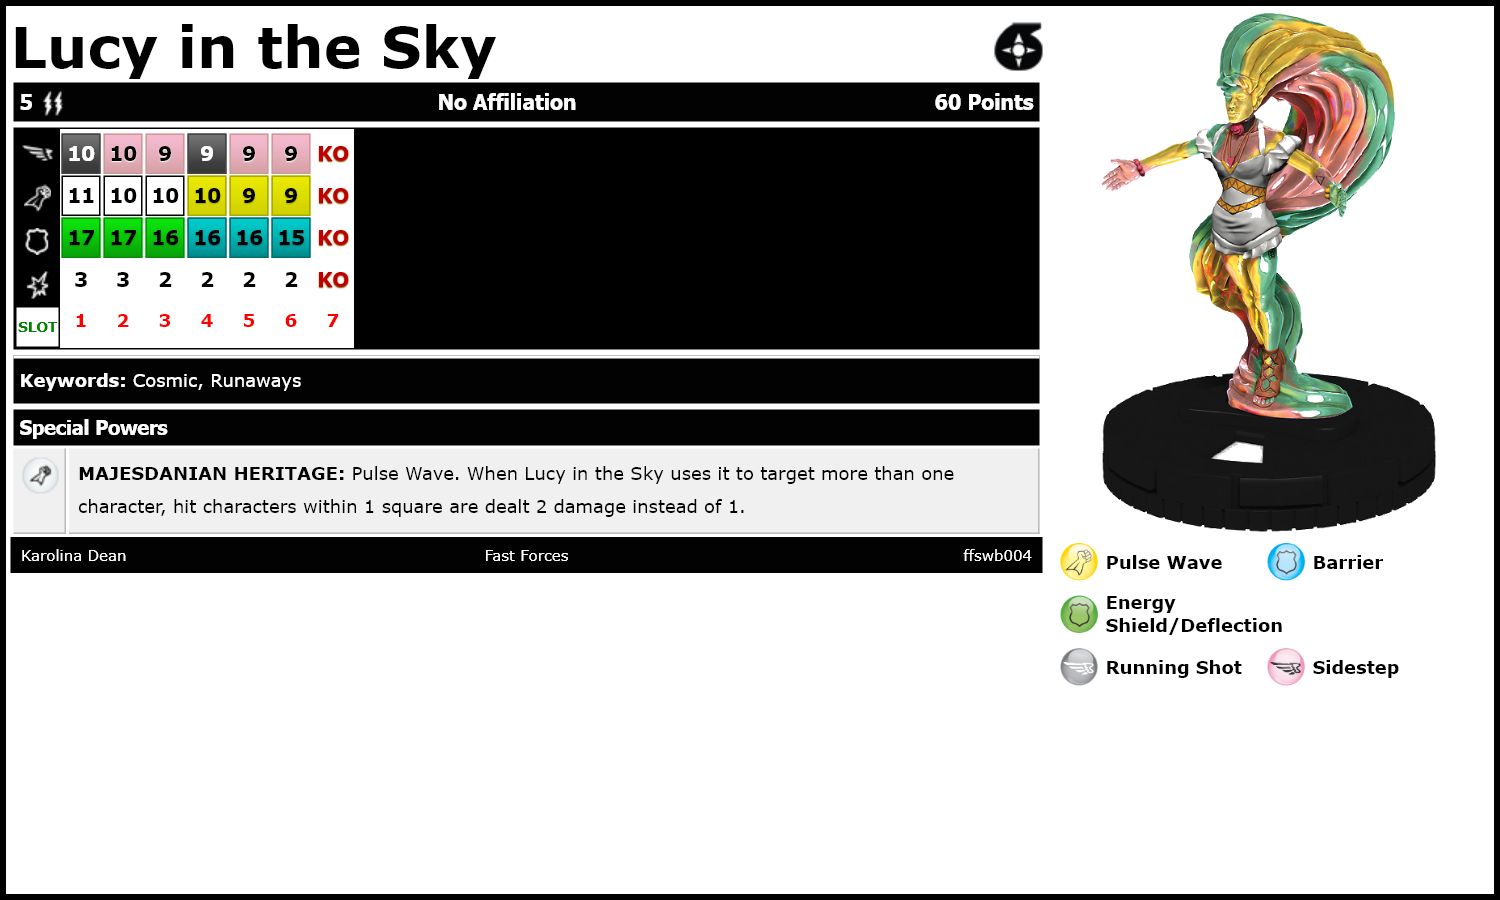 Lucy in the Sky
5 No Affiliation 60 Points
10 10 9 9 9 9 KO
11 10 10 10 9 9 KO
17 17 16 16 16 15 KO
3 3 2 2 2 2 KO
SLOT 1 2 3 4 5 6 7
Keywords: Cosmic, Runaways
Special Powers
MAJESDANIAN HERITAGE: Pulse Wave. When Lucy in the Sky uses it to target more than one
character, hit characters within 1 square are dealt 2 damage instead of 1.
Karolina Dean Fast Forces ffswb004
Pulse Wave Barrier
Energy
Shield/Deflection
Running Shot Sidestep